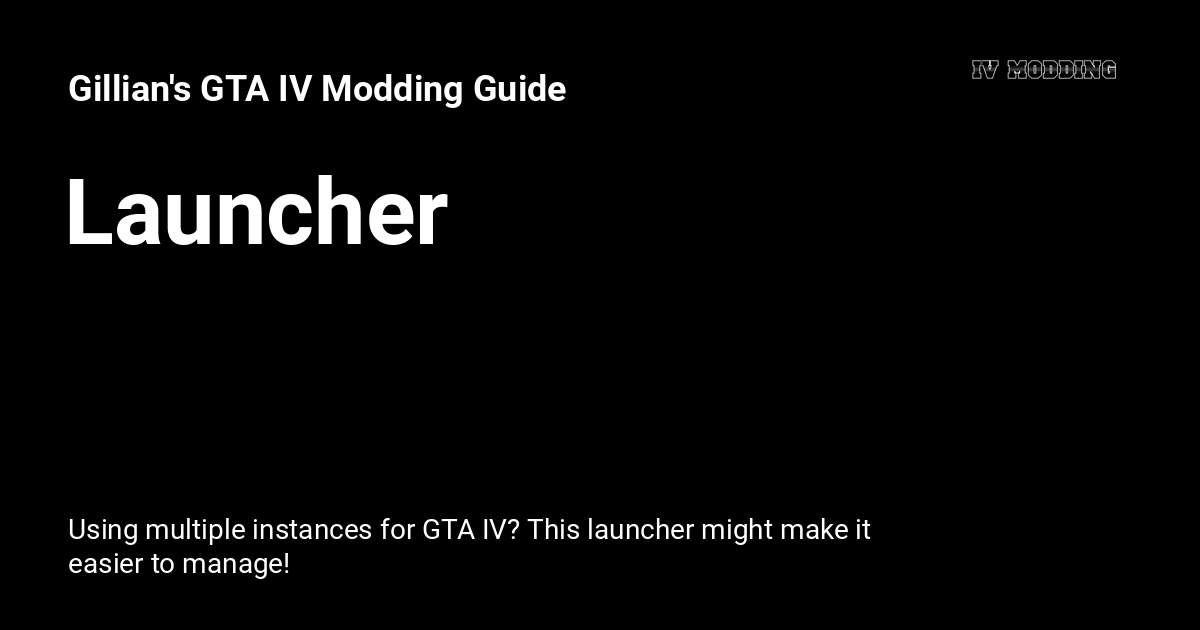 Gillian's GTA IV Modding Guide
IV MODDING
Launcher
Using multiple instances for GTA IV? This launcher might make it
easier to manage!